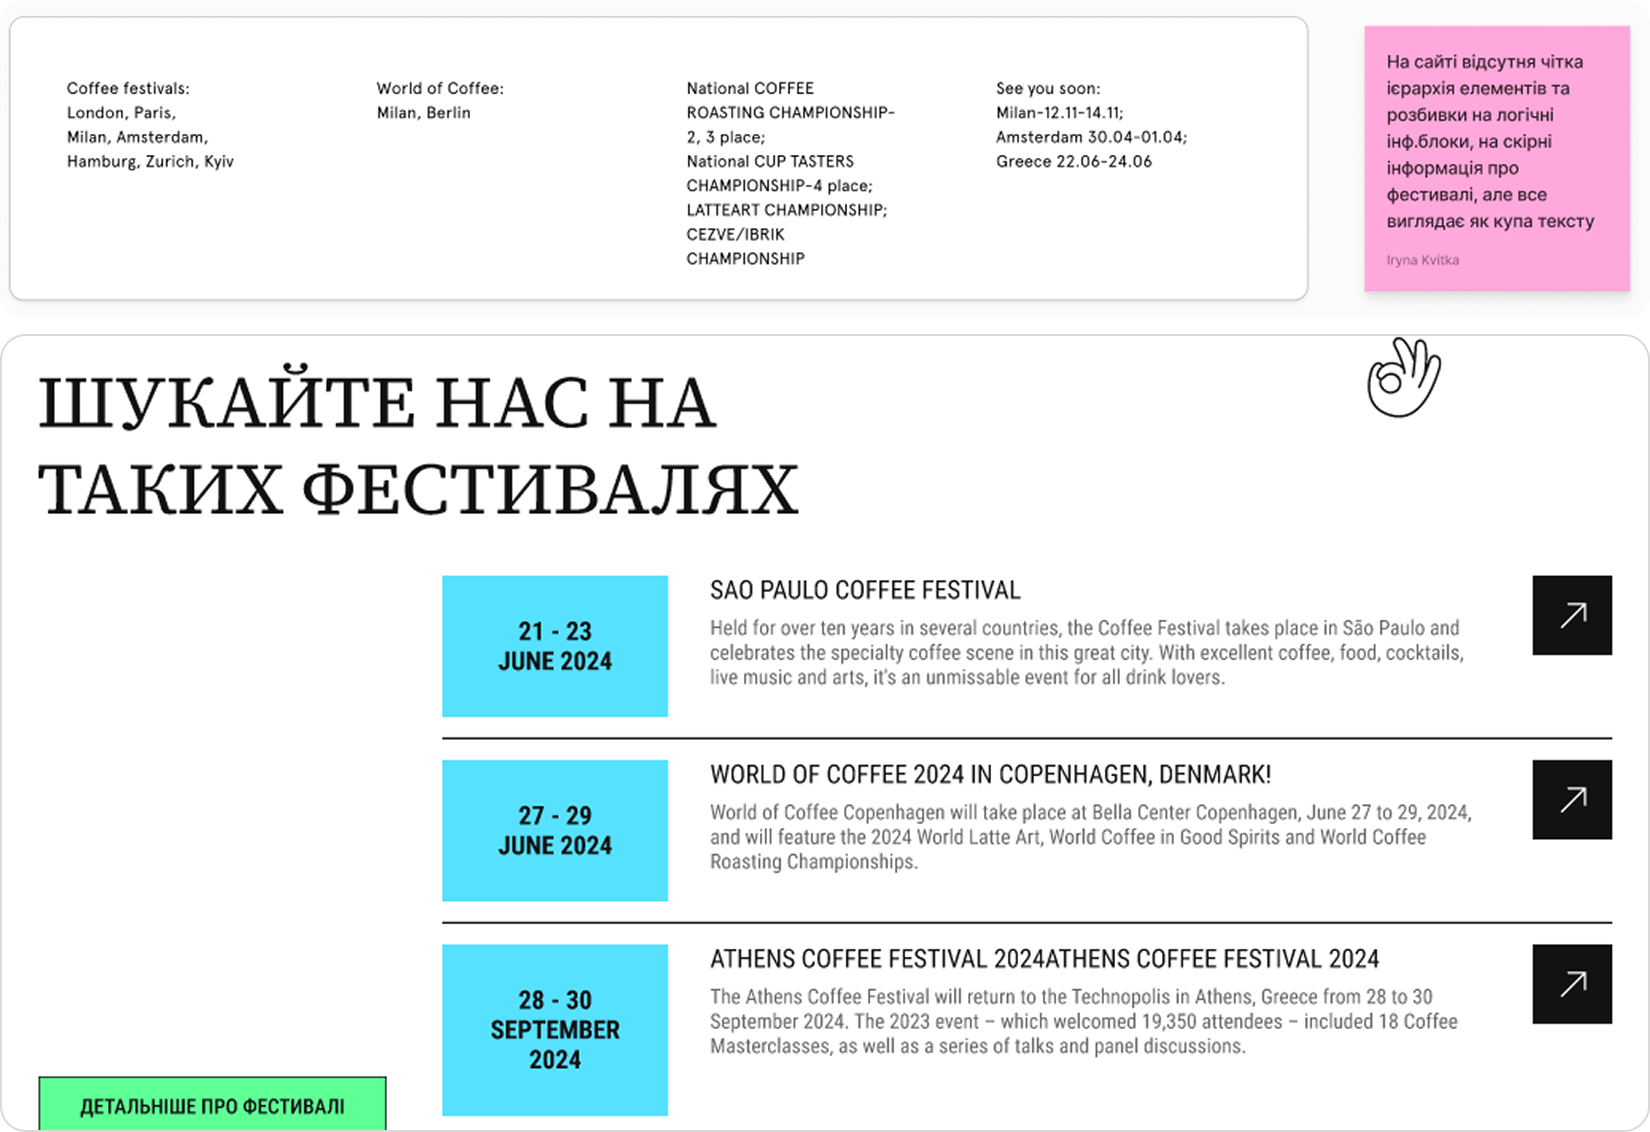 Coffee festivals:
London, Paris,
Milan, Amsterdam,
Hamburg, Zurich, Kyiv
World of Coffee:
Milan, Berlin
National COFFEE
ROASTING CHAMPIONSHIP-
2, 3 place;
National CUP TASTERS
CHAMPIONSHIP-4 place;
LATTEART CHAMPIONSHIP;
CEZVE/IBRIK
CHAMPIONSHIP
See you soon:
Milan-12.11-14.11;
Amsterdam 30.04-01.04;
Greece 22.06-24.06
На сайті відсутня чітка
ієрархія елементів та
розбивки на логічні
інф.блоки, на скірні
інформація про
фестивалі, але все
виглядає як купа тексту
Iryna Kvitka
ШУКАЙТЕ НАС НА
ТАКИХ ФЕСТИВАЛЯХ
21 - 23
JUNE 2024
SAO PAULO COFFEE FESTIVAL
Held for over ten years in several countries, the Coffee Festival takes place in São Paulo and
celebrates the specialty coffee scene in this great city. With excellent coffee, food, cocktails,
live music and arts, it's an unmissable event for all drink lovers.
27 - 29
JUNE 2024
WORLD OF COFFEE 2024 IN COPENHAGEN, DENMARK!
World of Coffee Copenhagen will take place at Bella Center Copenhagen, June 27 to 29, 2024,
and will feature the 2024 World Latte Art, World Coffee in Good Spirits and World Coffee
Roasting Championships.
28 - 30
SEPTEMBER
2024
ATHENS COFFEE FESTIVAL 2024ATHENS COFFEE FESTIVAL 2024
The Athens Coffee Festival will return to the Technopolis in Athens, Greece from 28 to 30
September 2024. The 2023 event – which welcomed 19,350 attendees – included 18 Coffee
Masterclasses, as well as a series of talks and panel discussions.
ДЕТАЛЬНІШЕ ПРО ФЕСТИВАЛІ